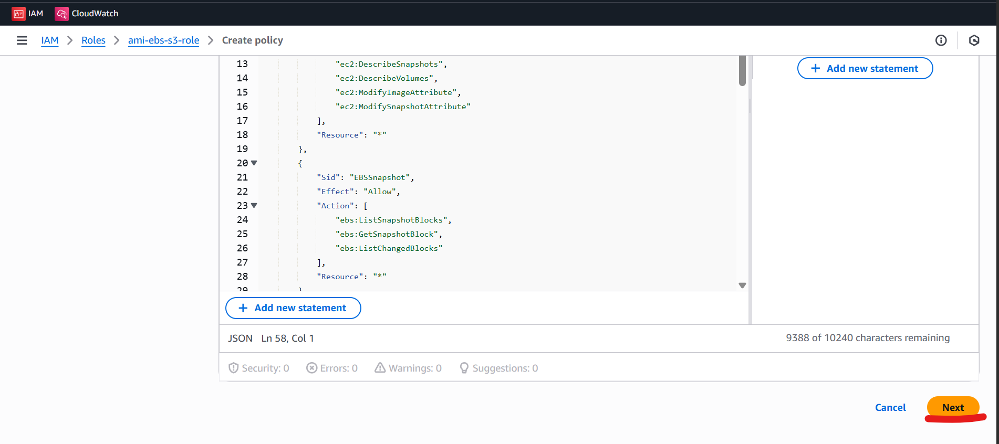 IAM CloudWatch
IAM Roles ami-ebs-s3-role Create policy
13 "ec2:DescribeSnapshots",
14 "ec2:DescribeVolumes",
15 "ec2:ModifyImageAttribute",
16 "ec2:ModifySnapshotAttribute"
17 ],
18 "Resource": "*"
19 },
20 {
21 "Sid": "EBSSnapshot",
22 "Effect": "Allow",
23 "Action": [
24 "ebs:ListSnapshotBlocks",
25 "ebs:GetSnapshotBlock",
26 "ebs:ListChangedBlocks"
27 ],
28 "Resource": "*"
29 }
+ Add new statement
+ Add new statement
JSON Ln 58, Col 1
9388 of 10240 characters remaining
Security: 0 Errors: 0 Warnings: 0 Suggestions: 0
Cancel Next